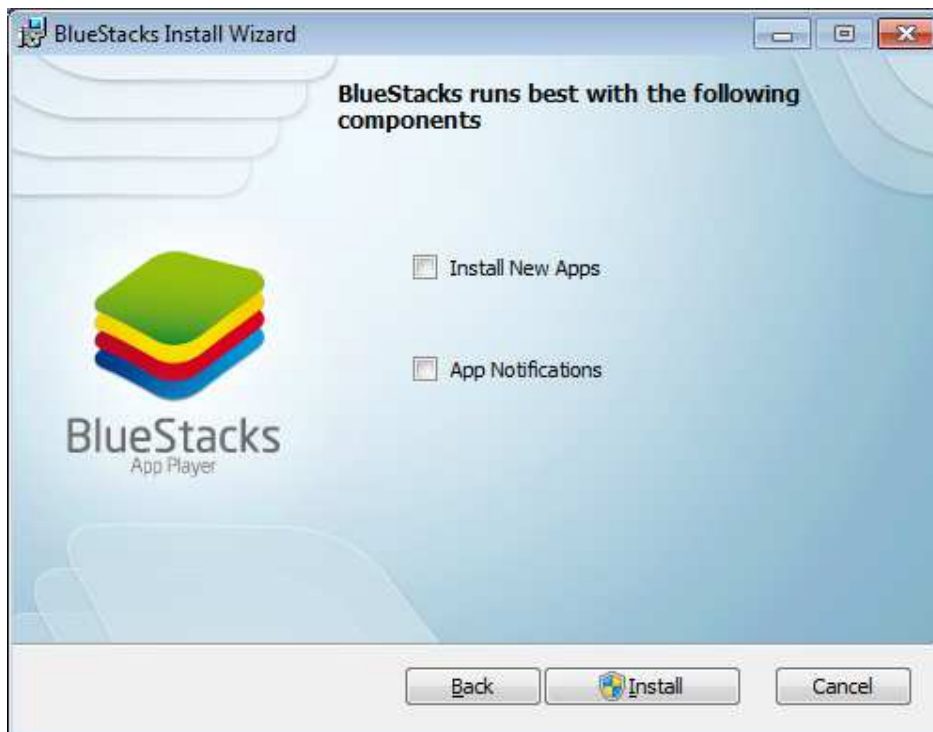 BlueStacks Install Wizard
BlueStacks runs best with the following
components
Install New Apps
App Notifications
BlueStacks
App Player
Back
Install
Cancel